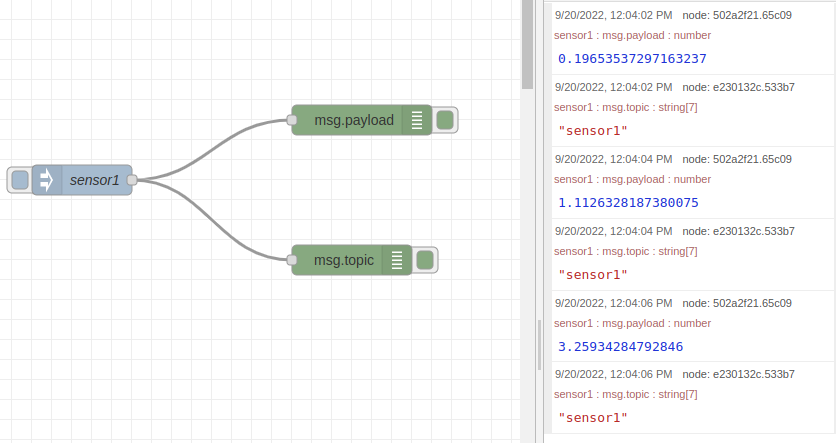 msg.payload
sensor1
msg.topic
9/20/2022, 12:04:02 PM node: 502a2f21.65c09
sensor1 : msg.payload : number
0.19653537297163237
9/20/2022, 12:04:02 PM node: e230132c.533b7
sensor1 : msg.topic : string[7]
"sensor1"
9/20/2022, 12:04:04 PM node: 502a2f21.65c09
sensor1 : msg.payload : number
1.1126328187380075
9/20/2022, 12:04:04 PM node: e230132c.533b7
sensor1 : msg.topic : string[7]
"sensor1"
9/20/2022, 12:04:06 PM node: 502a2f21.65c09
sensor1 : msg.payload : number
3.25934284792846
9/20/2022, 12:04:06 PM node: e230132c.533b7
sensor1 : msg.topic : string[7]
"sensor1"